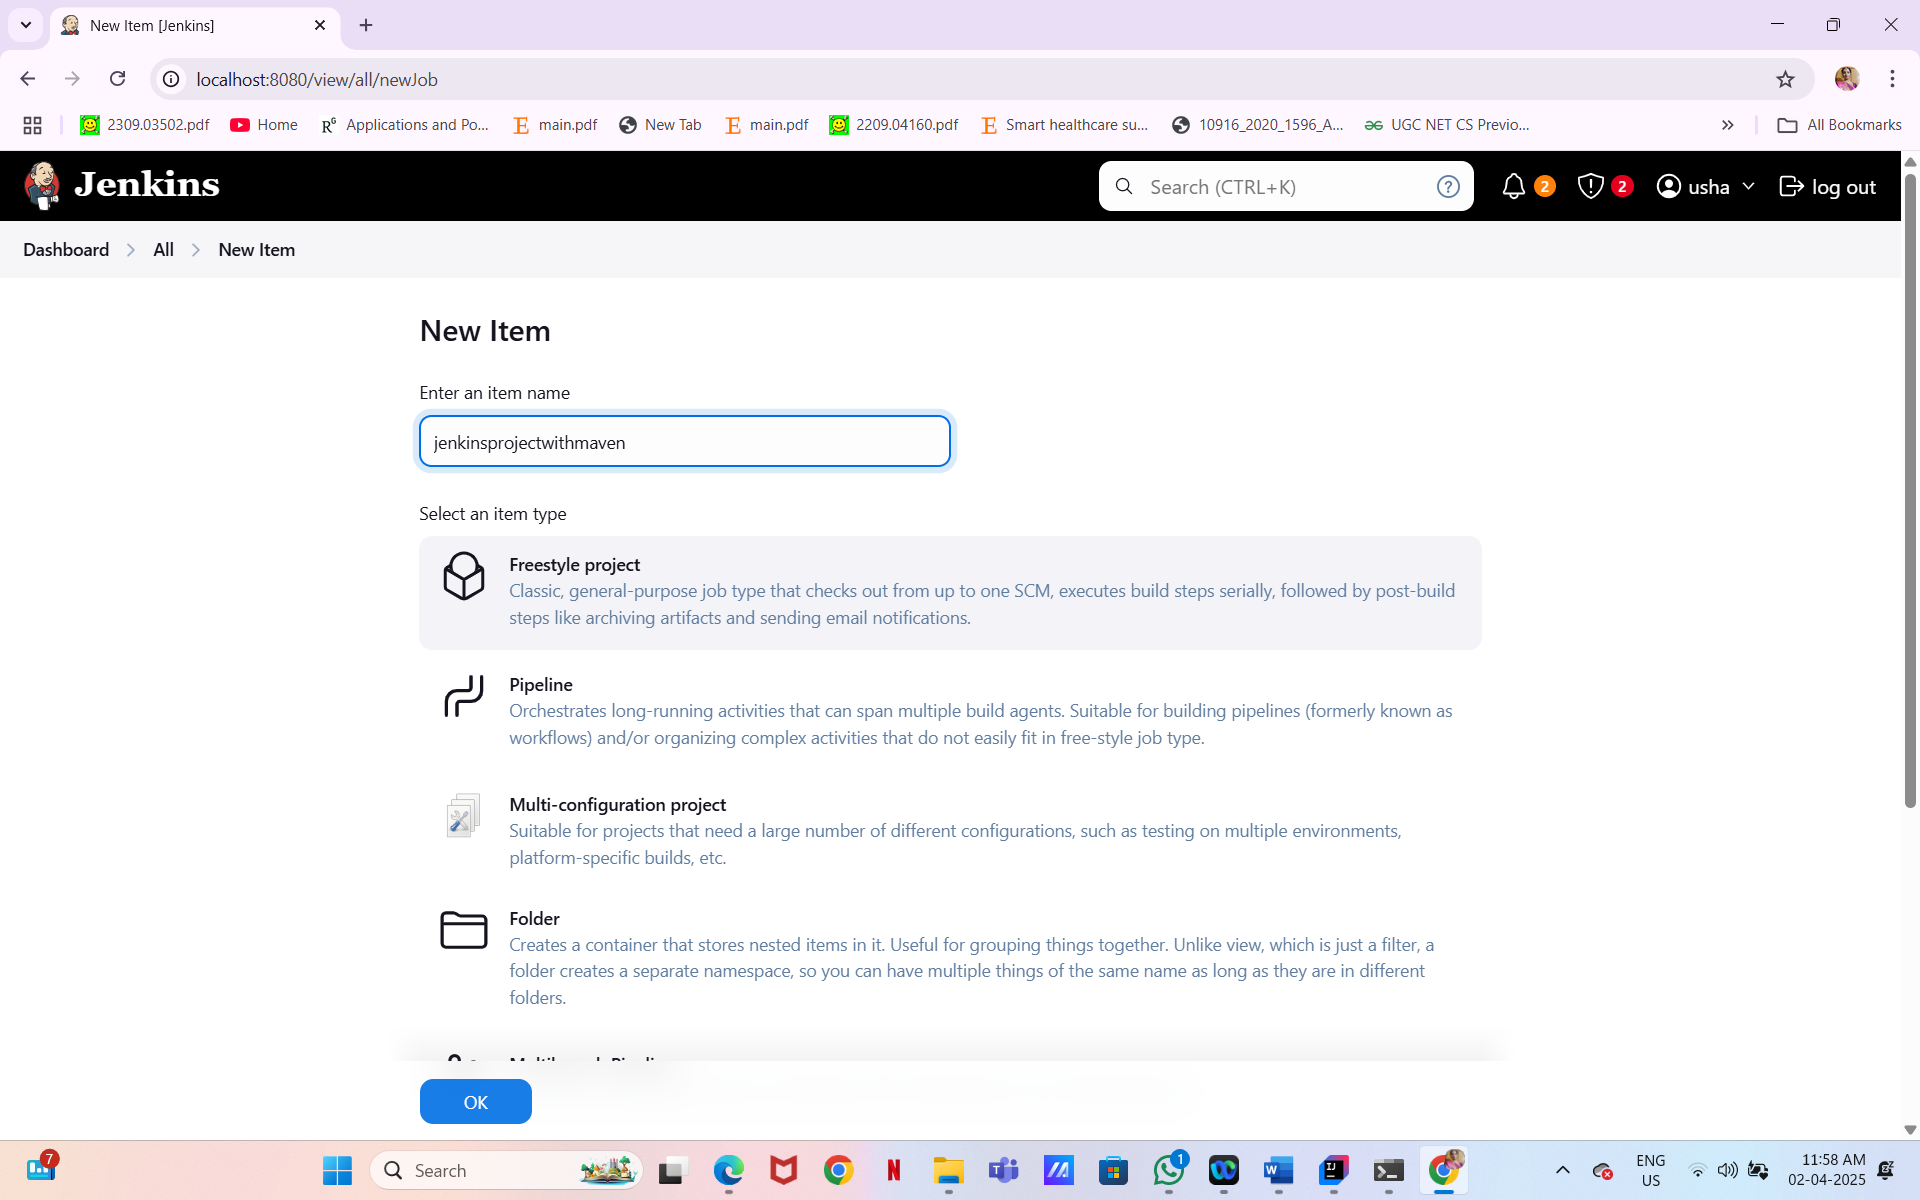 New Item [Jenkins]
localhost:8080/view/all/newJob
2309.03502.pdf
Home
Applications and Po...
main.pdf
New Tab
main.pdf
2209.04160.pdf
Smart healthcare su...
10916_2020_1596_A...
UGC NET CS Previo...
All Bookmarks
Jenkins
Search (CTRL+K)
2
2
usha
log out
Dashboard
All
New Item
New Item
Enter an item name
jenkinsprojectwithmaven
Select an item type
Freestyle project
Classic, general-purpose job type that checks out from up to one SCM, executes build steps serially, followed by post-build
steps like archiving artifacts and sending email notifications.
Pipeline
Orchestrates long-running activities that can span multiple build agents. Suitable for building pipelines (formerly known as
workflows) and/or organizing complex activities that do not easily fit in free-style job type.
Multi-configuration project
Suitable for projects that need a large number of different configurations, such as testing on multiple environments,
platform-specific builds, etc.
Folder
Creates a container that stores nested items in it. Useful for grouping things together. Unlike view, which is just a filter, a
folder creates a separate namespace, so you can have multiple things of the same name as long as they are in different
folders.
OK
7
Search
1
ENG
US
11:58 AM
02-04-2025